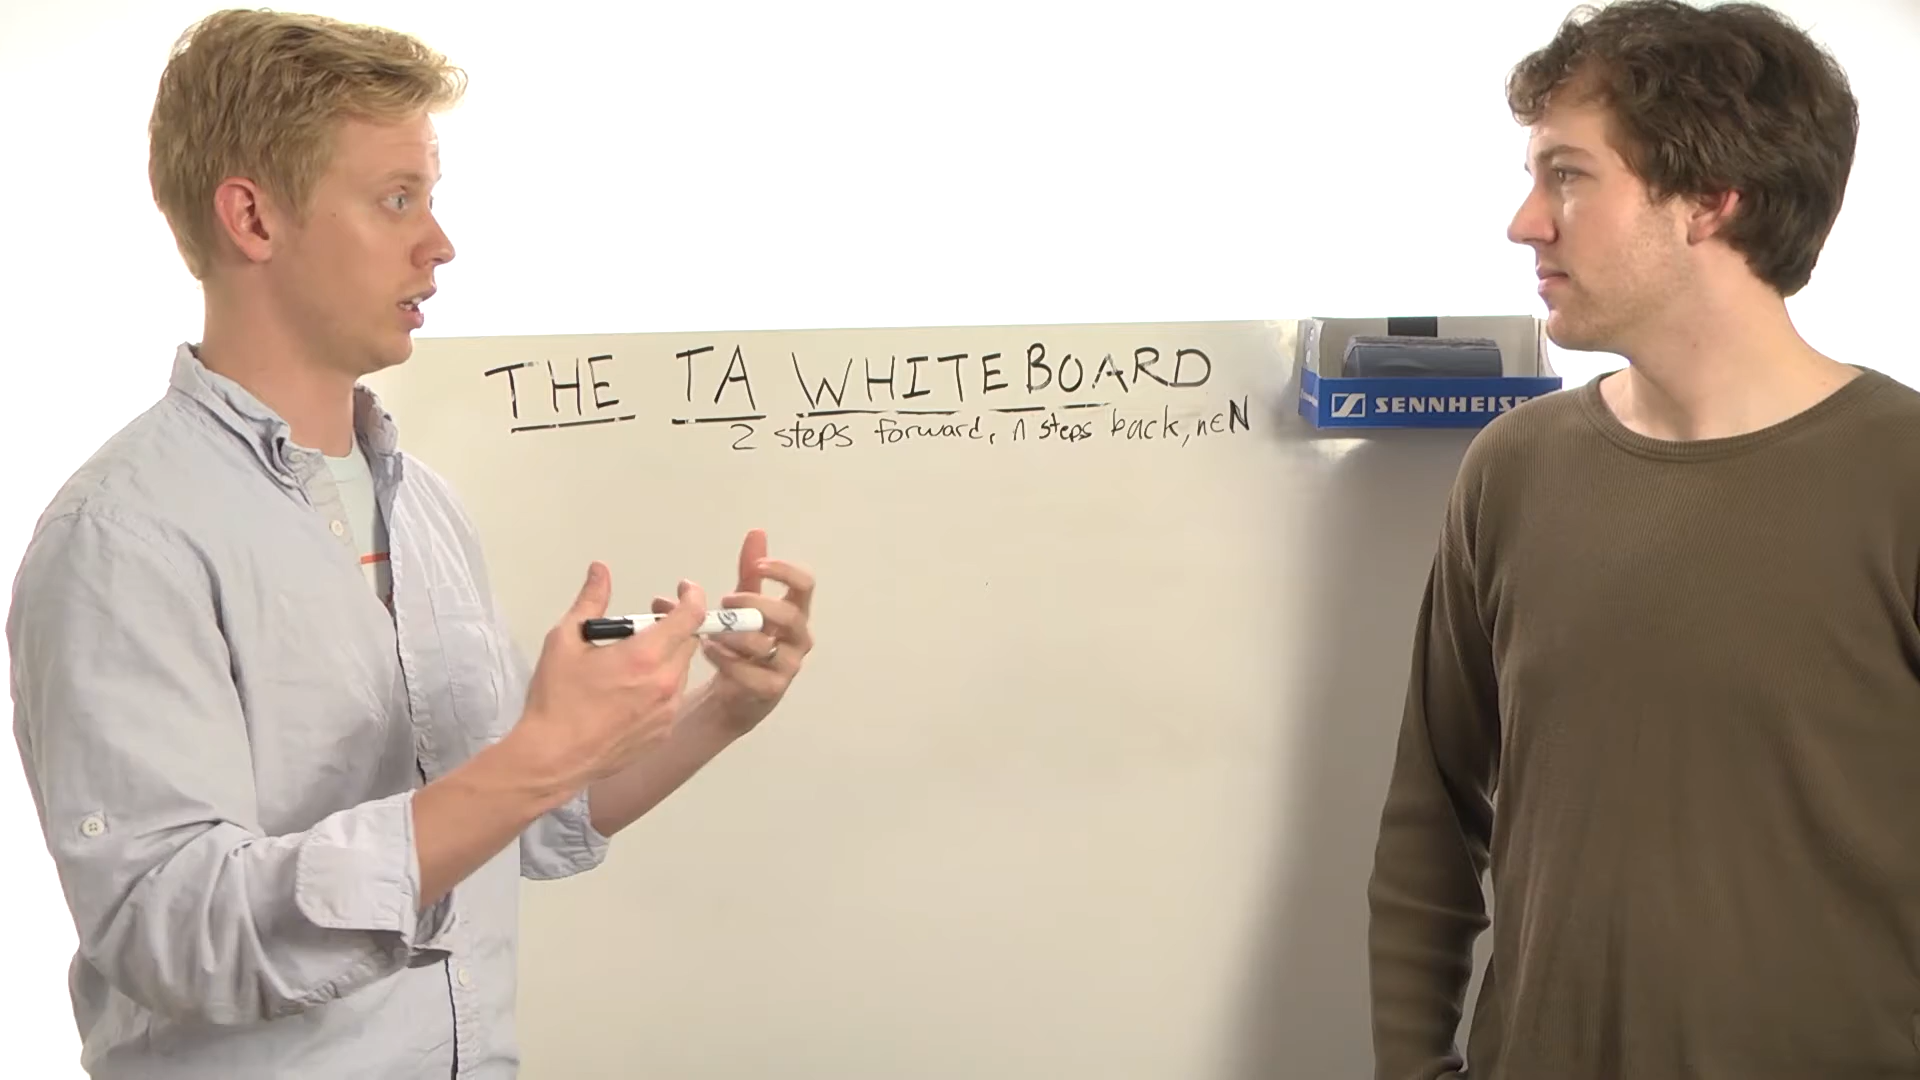 THE TA WHITEBOARD
2 steps forward, n steps back, n∈N
SENNHEISE